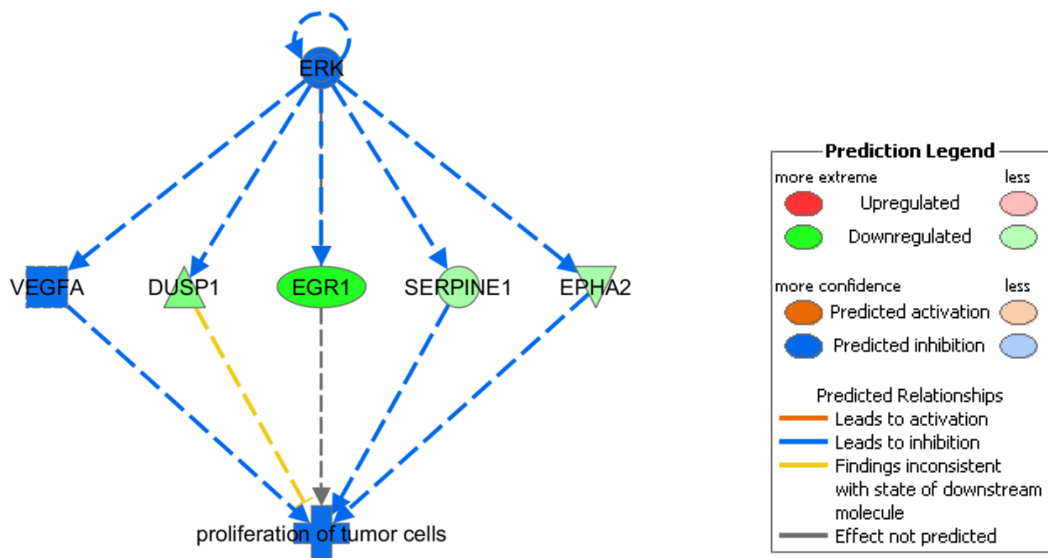 ERK
VEGFA
DUSP1
EGR1
SERPINE1
EPHA2
proliferation of tumor cells
Prediction Legend
more extreme less
Upregulated
Downregulated
more confidence less
Predicted activation
Predicted inhibition
Predicted Relationships
Leads to activation
Leads to inhibition
Findings inconsistent
with state of downstream
molecule
Effect not predicted